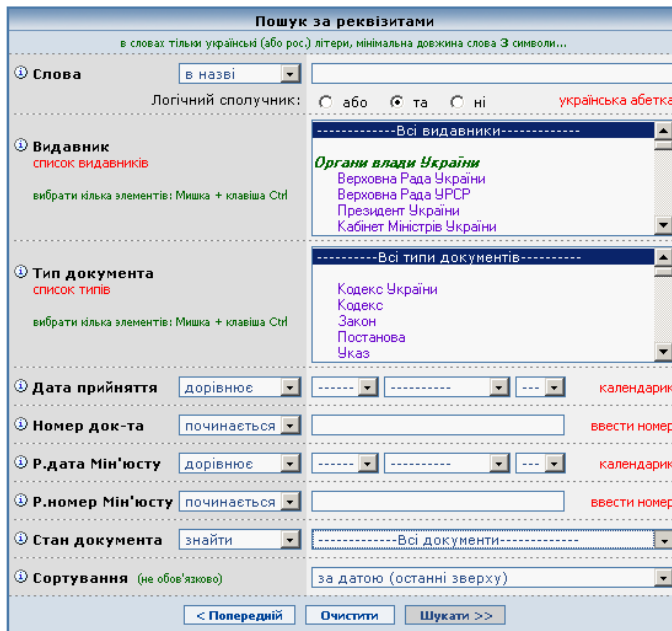 Пошук за реквізитами
в словах тільки українські (або рос.) літери, мінімальна довжина слова 3 символи...
Слова в назві
Логічний сполучник: або та ні українська абетка
-------------Всі видавники-------------
Видавник
список видавників
Органи влади України
вибрати кілька элементів: Мишка + клавіша Ctrl
Верховна Рада України
Верховна Рада УРСР
Президент України
Кабінет Міністрів України
----------Всі типи документів----------
Тип документа
список типів
вибрати кілька элементів: Мишка + клавіша Ctrl
Кодекс України
Кодекс
Закон
Постанова
Указ
Дата прийняття дорівнює ------ ---------- --- календарик
Номер док-та починається ввести номер
Р.дата Мін'юсту дорівнює ------ ---------- --- календарик
Р.номер Мін'юсту починається ввести номер
Стан документа знайти -------------Всі документи-------------
Сортування (не обов'язково) за датою (останні зверху)
< Попередній Очистити Шукати >>